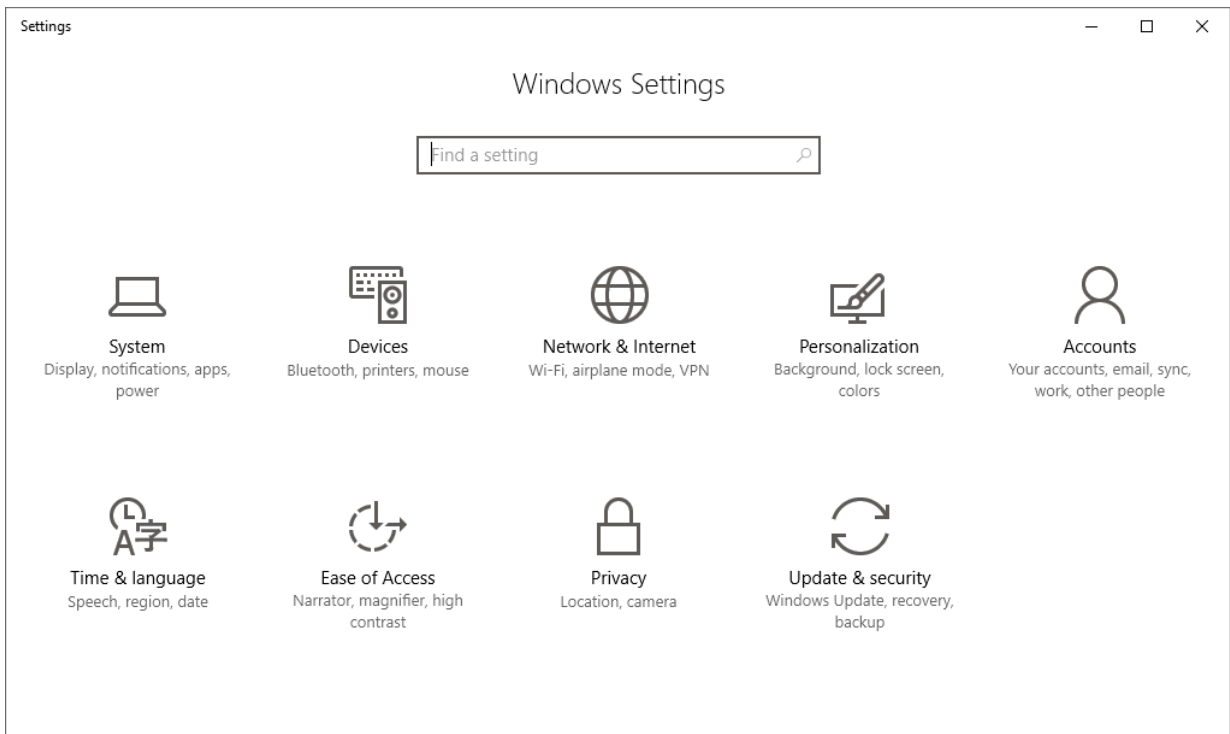 Settings
Windows Settings
Find a setting
System
Display, notifications, apps,
power
Devices
Bluetooth, printers, mouse
Network & Internet
Wi-Fi, airplane mode, VPN
Personalization
Background, lock screen,
colors
Accounts
Your accounts, email, sync,
work, other people
A字
Time & language
Speech, region, date
Ease of Access
Narrator, magnifier, high
contrast
Privacy
Location, camera
Update & security
Windows Update, recovery,
backup